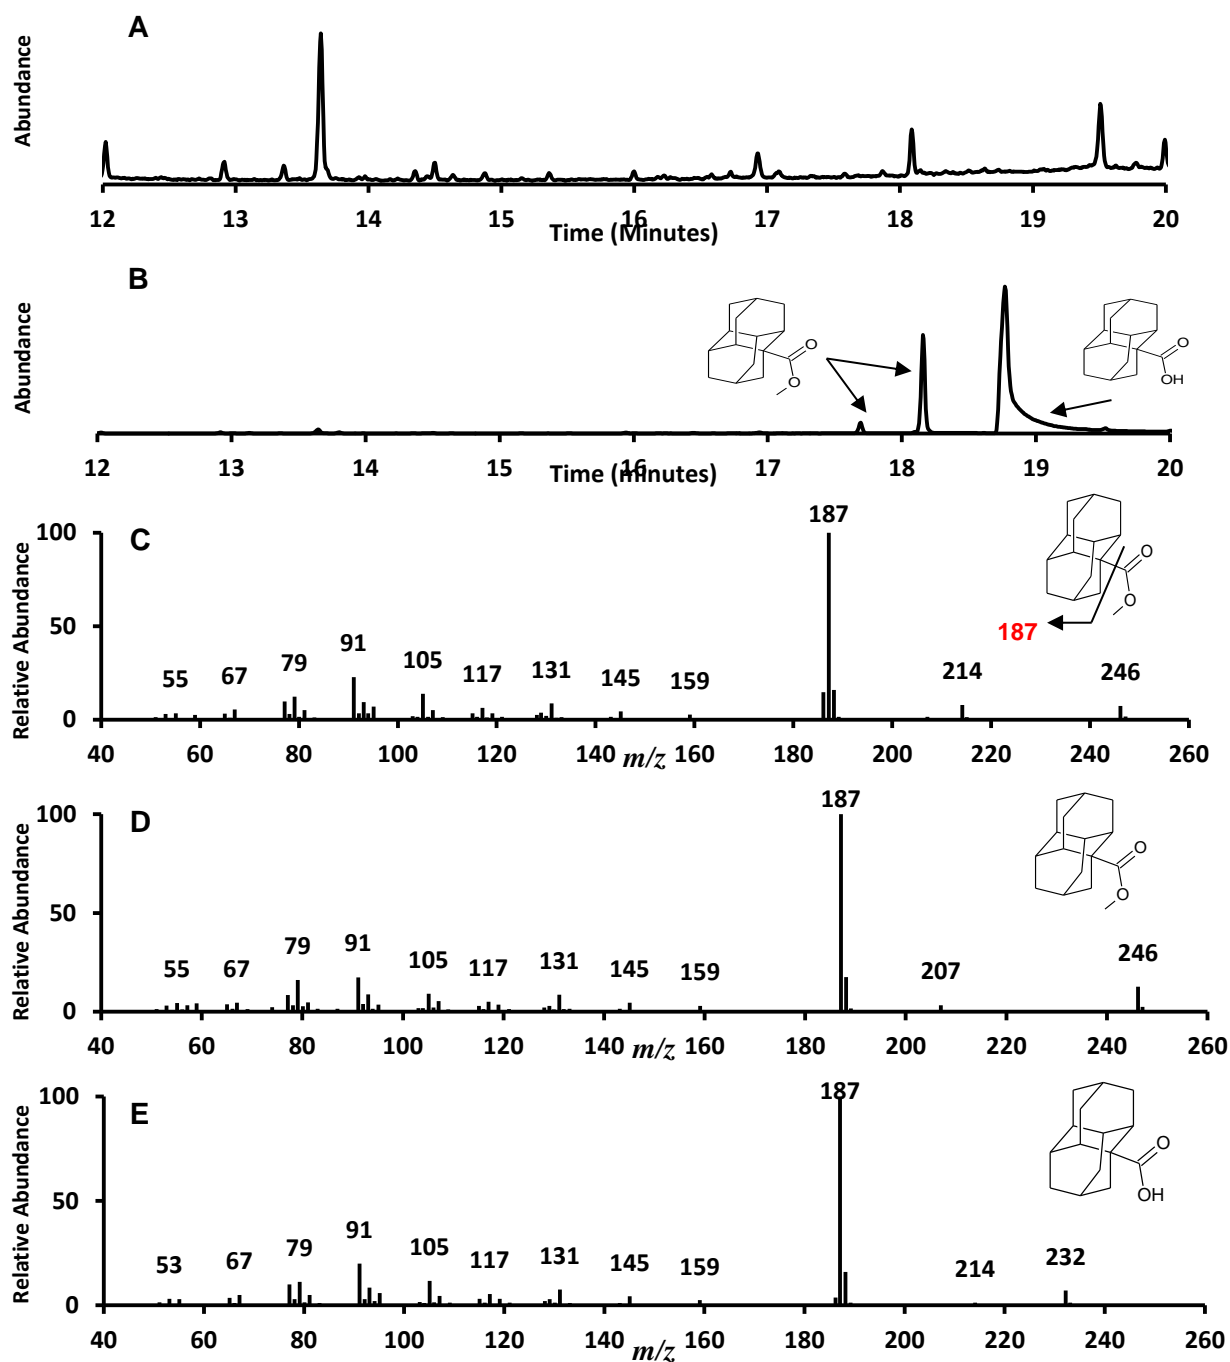 A
Abundance
12 13 14 15 16 17 18 19 20
Time (Minutes)
B
Abundance
O
O
O
OH
12 13 14 15 16 17 18 19 20
Time (minutes)
C
Relative Abundance
100
50
0
55 67 79 91 105 117 131 145 159 187 214 246
O
O
187
40 60 80 100 120 140 m/z 160 180 200 220 240 260
D
Relative Abundance
100
50
0
55 67 79 91 105 117 131 145 159 187 207 246
O
O
40 60 80 100 120 140 m/z 160 180 200 220 240 260
E
Relative Abundance
100
50
0
53 67 79 91 105 117 131 145 159 187 214 232
O
OH
40 60 80 100 120 140 m/z 160 180 200 220 240 260